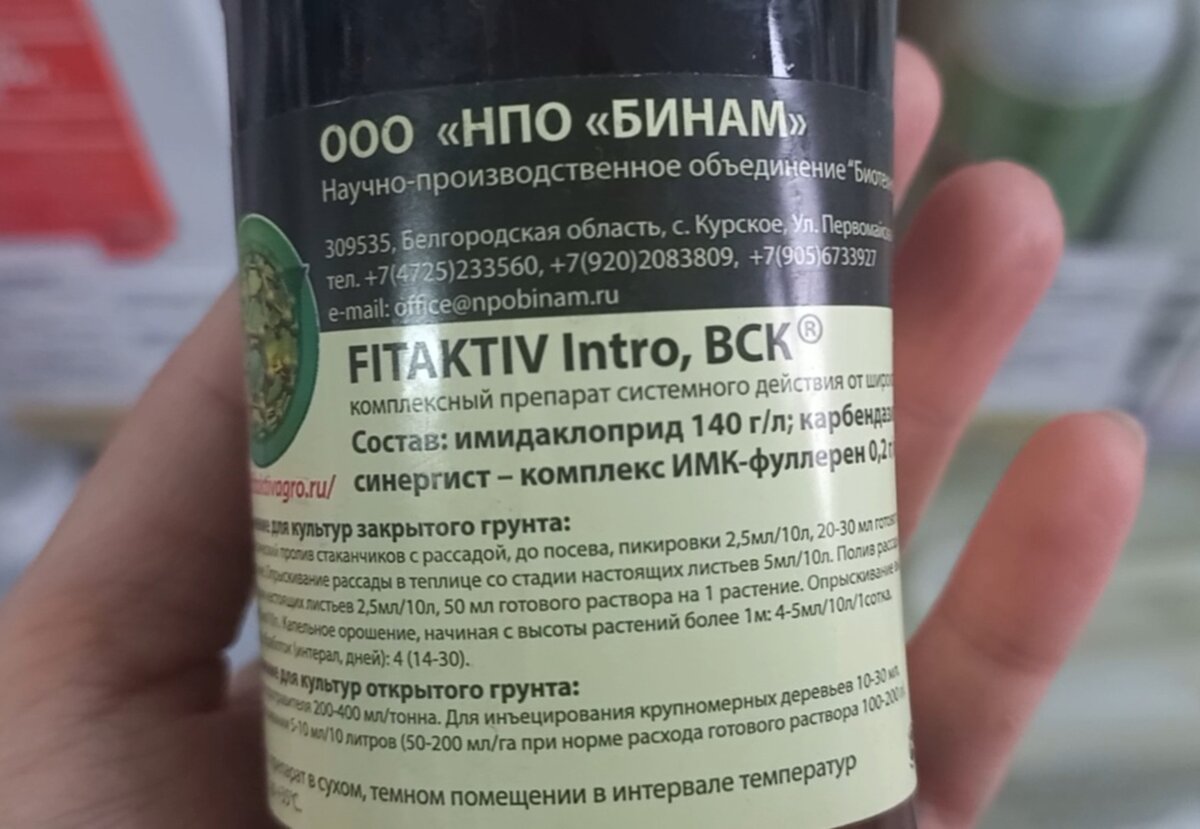 ООО «НПО «БИНАМ»
Научно-производственное объединение "Биотех
309535, Белгородская область, с. Курское, Ул. Первомайс
тел. +7(4725)233560, +7(920)2083809, +7(905)6733927
e-mail: office@npobinam.ru
FITAKTIV Intro, ВСК®
комплексный препарат системного действия от широк
Состав: имидаклоприд 140 г/л; карбендаз
синергист – комплекс ИМК-фуллерен 0,2 г
agro.ru/
для культур закрытого грунта:
пролив стаканчиков с рассадой, до посева, пикировки 2,5мл/10л, 20-30 мл готов
Опрыскивание рассады в теплице со стадии настоящих листьев 5мл/10л. Полив расса
настоящих листьев 2,5мл/10л, 50 мл готового раствора на 1 растение. Опрыскивание
Капельное орошение, начиная с высоты растений более 1м: 4-5мл/10л/1сотка.
(интерал, дней): 4 (14-30).
для культур открытого грунта:
200-400 мл/тонна. Для инъецирования крупномерных деревьев 10-30 мл
5-10 мл/10 литров (50-200 мл/га при норме расхода готового раствора 100-200
в сухом, темном помещении в интервале температур